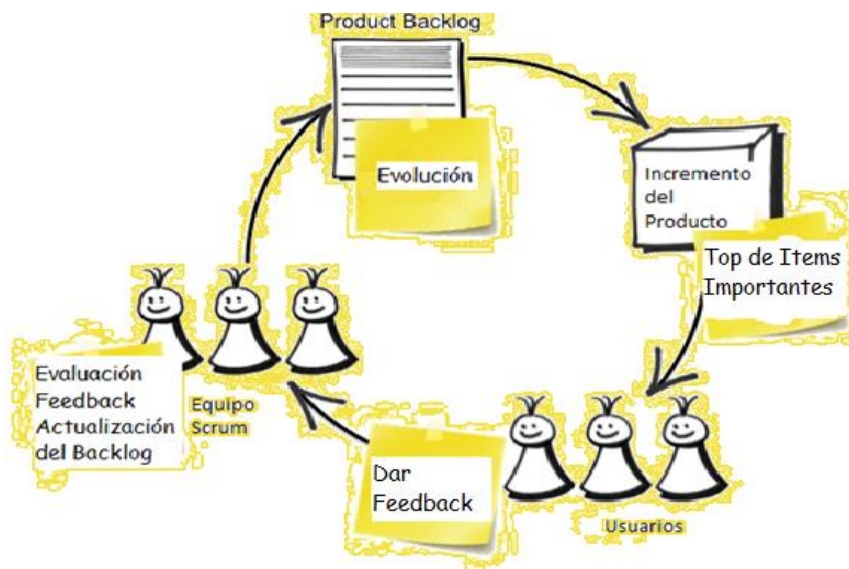 Product Backlog
Evolución
Incremento
del
Producto
Top de Items
Importantes
Evaluación
Feedback
Actualización
del Backlog
Equipo
Scrum
Dar
Feedback
Usuarios